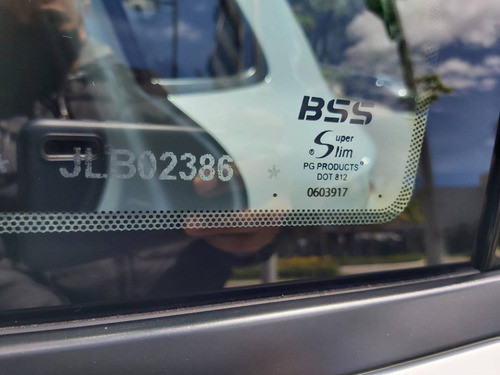 BSS
Super
® Slim
PG PRODUCTS®
DOT 812
0603917
* JLB02386 *